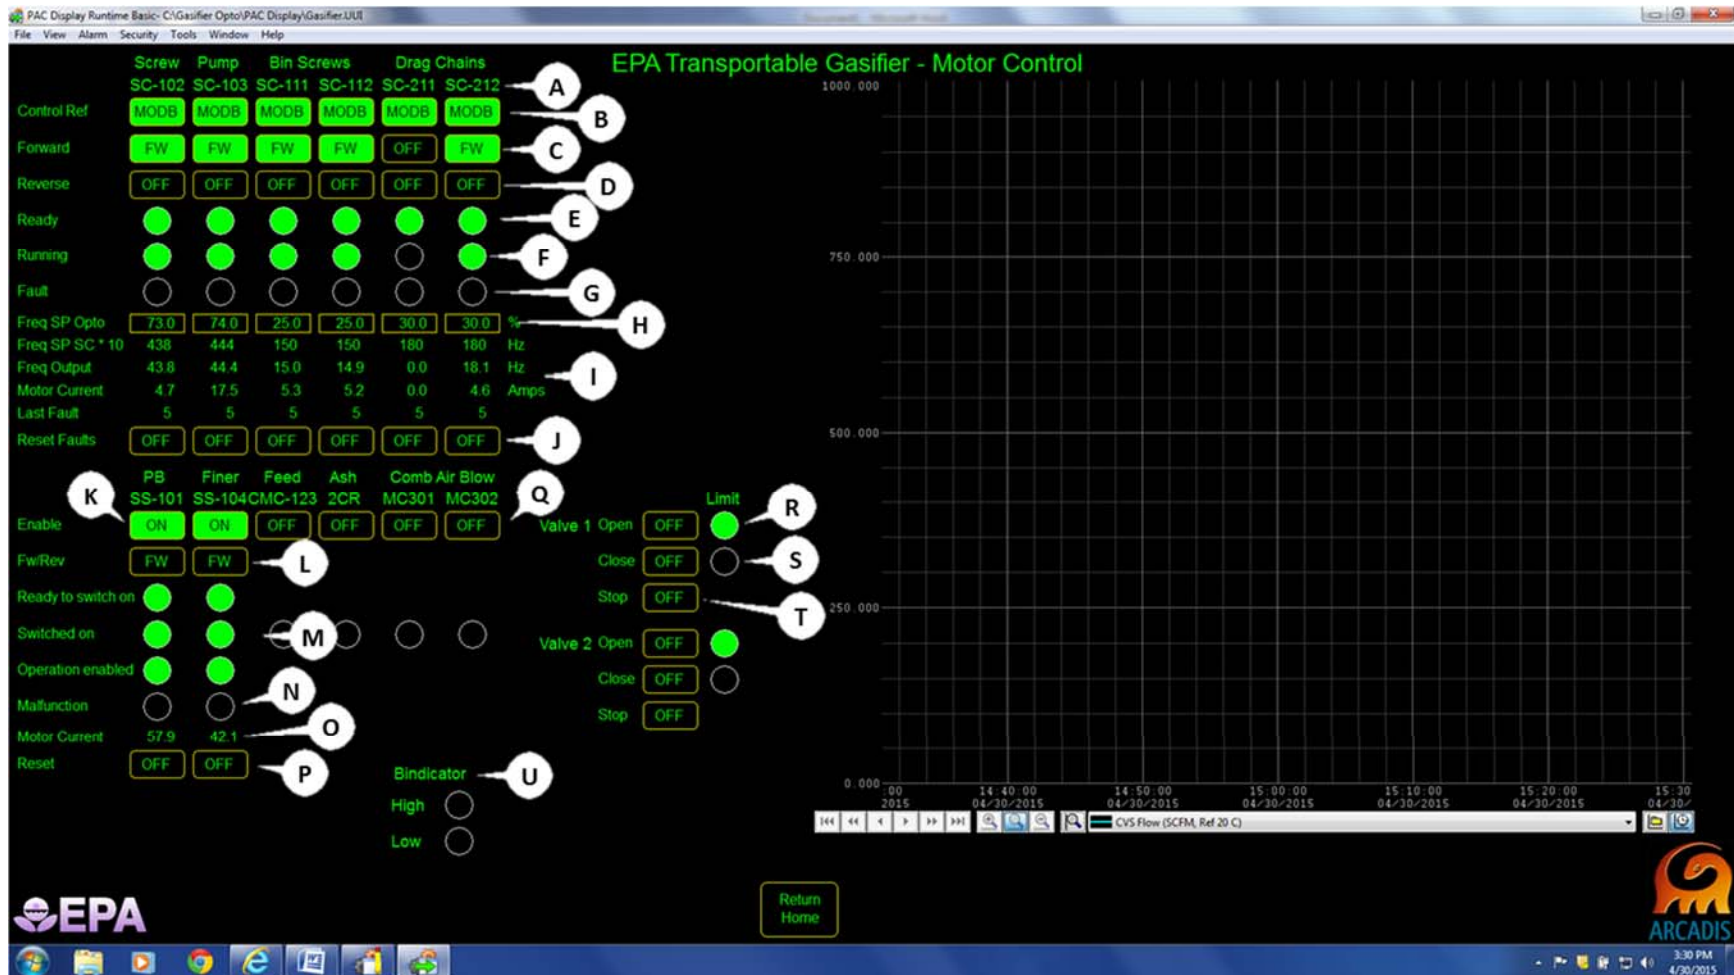 PAC Display Runtime Basic- C:\Gasifier Opto\PAC Display\Gasifier.UUI
File View Alarm Security Tools Window Help
EPA Transportable Gasifier - Motor Control
Screw Pump Bin Screws Drag Chains
SC-102 SC-103 SC-111 SC-112 SC-211 SC-212 A
Control Ref MODB MODB MODB MODB MODB MODB B
Forward FW FW FW FW OFF FW C
Reverse OFF OFF OFF OFF OFF OFF D
Ready E
Running F
Fault G
Freq SP Opto 73.0 74.0 25.0 25.0 30.0 30.0 % H
Freq SP SC * 10 438 444 150 150 180 180 Hz
Freq Output 43.8 44.4 15.0 14.9 0.0 18.1 Hz I
Motor Current 4.7 17.5 5.3 5.2 0.0 4.6 Amps
Last Fault 5 5 5 5 5 5
Reset Faults OFF OFF OFF OFF OFF OFF J
PB Finer Feed Ash Comb Air Blow
K SS-101 SS-104 CMC-123 2CR MC301 MC302 Q
Enable ON ON OFF OFF OFF OFF
Fw/Rev FW FW L
Ready to switch on
Switched on M
Operation enabled
Malfunction N
Motor Current 57.9 42.1 O
Reset OFF OFF P
Limit
Valve 1 Open OFF R
Close OFF S
Stop OFF T
Valve 2 Open OFF
Close OFF
Stop OFF
Bindicator U
High
Low
1000.000
750.000
500.000
250.000
0.000
:00 14:40:00 14:50:00 15:00:00 15:10:00 15:20:00 15:30
2015 04/30/2015 04/30/2015 04/30/2015 04/30/2015 04/30/2015 04/30/
CVS Flow (SCFM, Ref 20 C)
Return
Home
EPA
ARCADIS
3:30 PM
4/30/2015